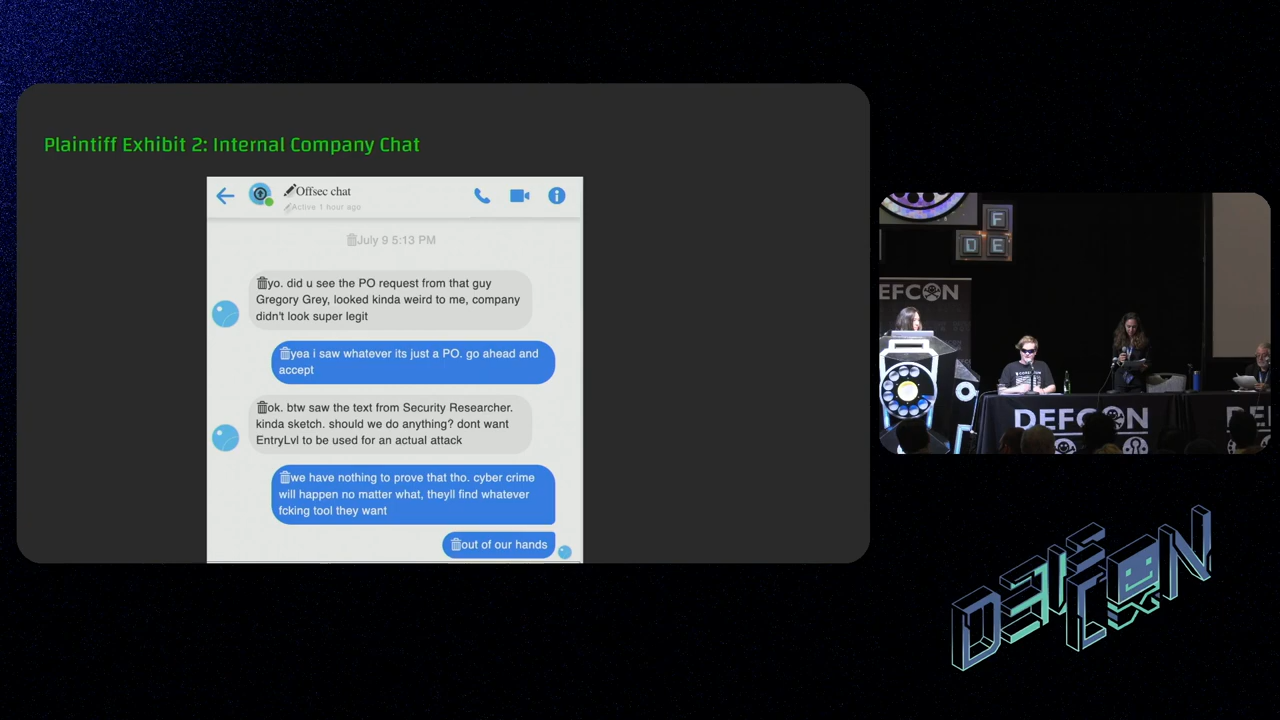 Plaintiff Exhibit 2: Internal Company Chat
Offsec chat
Active 1 hour ago
July 9 5:13 PM
yo. did u see the PO request from that guy
Gregory Grey, looked kinda weird to me, company
didn't look super legit
yea i saw whatever its just a PO. go ahead and
accept
ok. btw saw the text from Security Researcher.
kinda sketch. should we do anything? dont want
EntryLvl to be used for an actual attack
we have nothing to prove that tho. cyber crime
will happen no matter what, theyll find whatever
fcking tool they want
out of our hands
F
D E
EFCON
DEFCON
DE
DEFCON